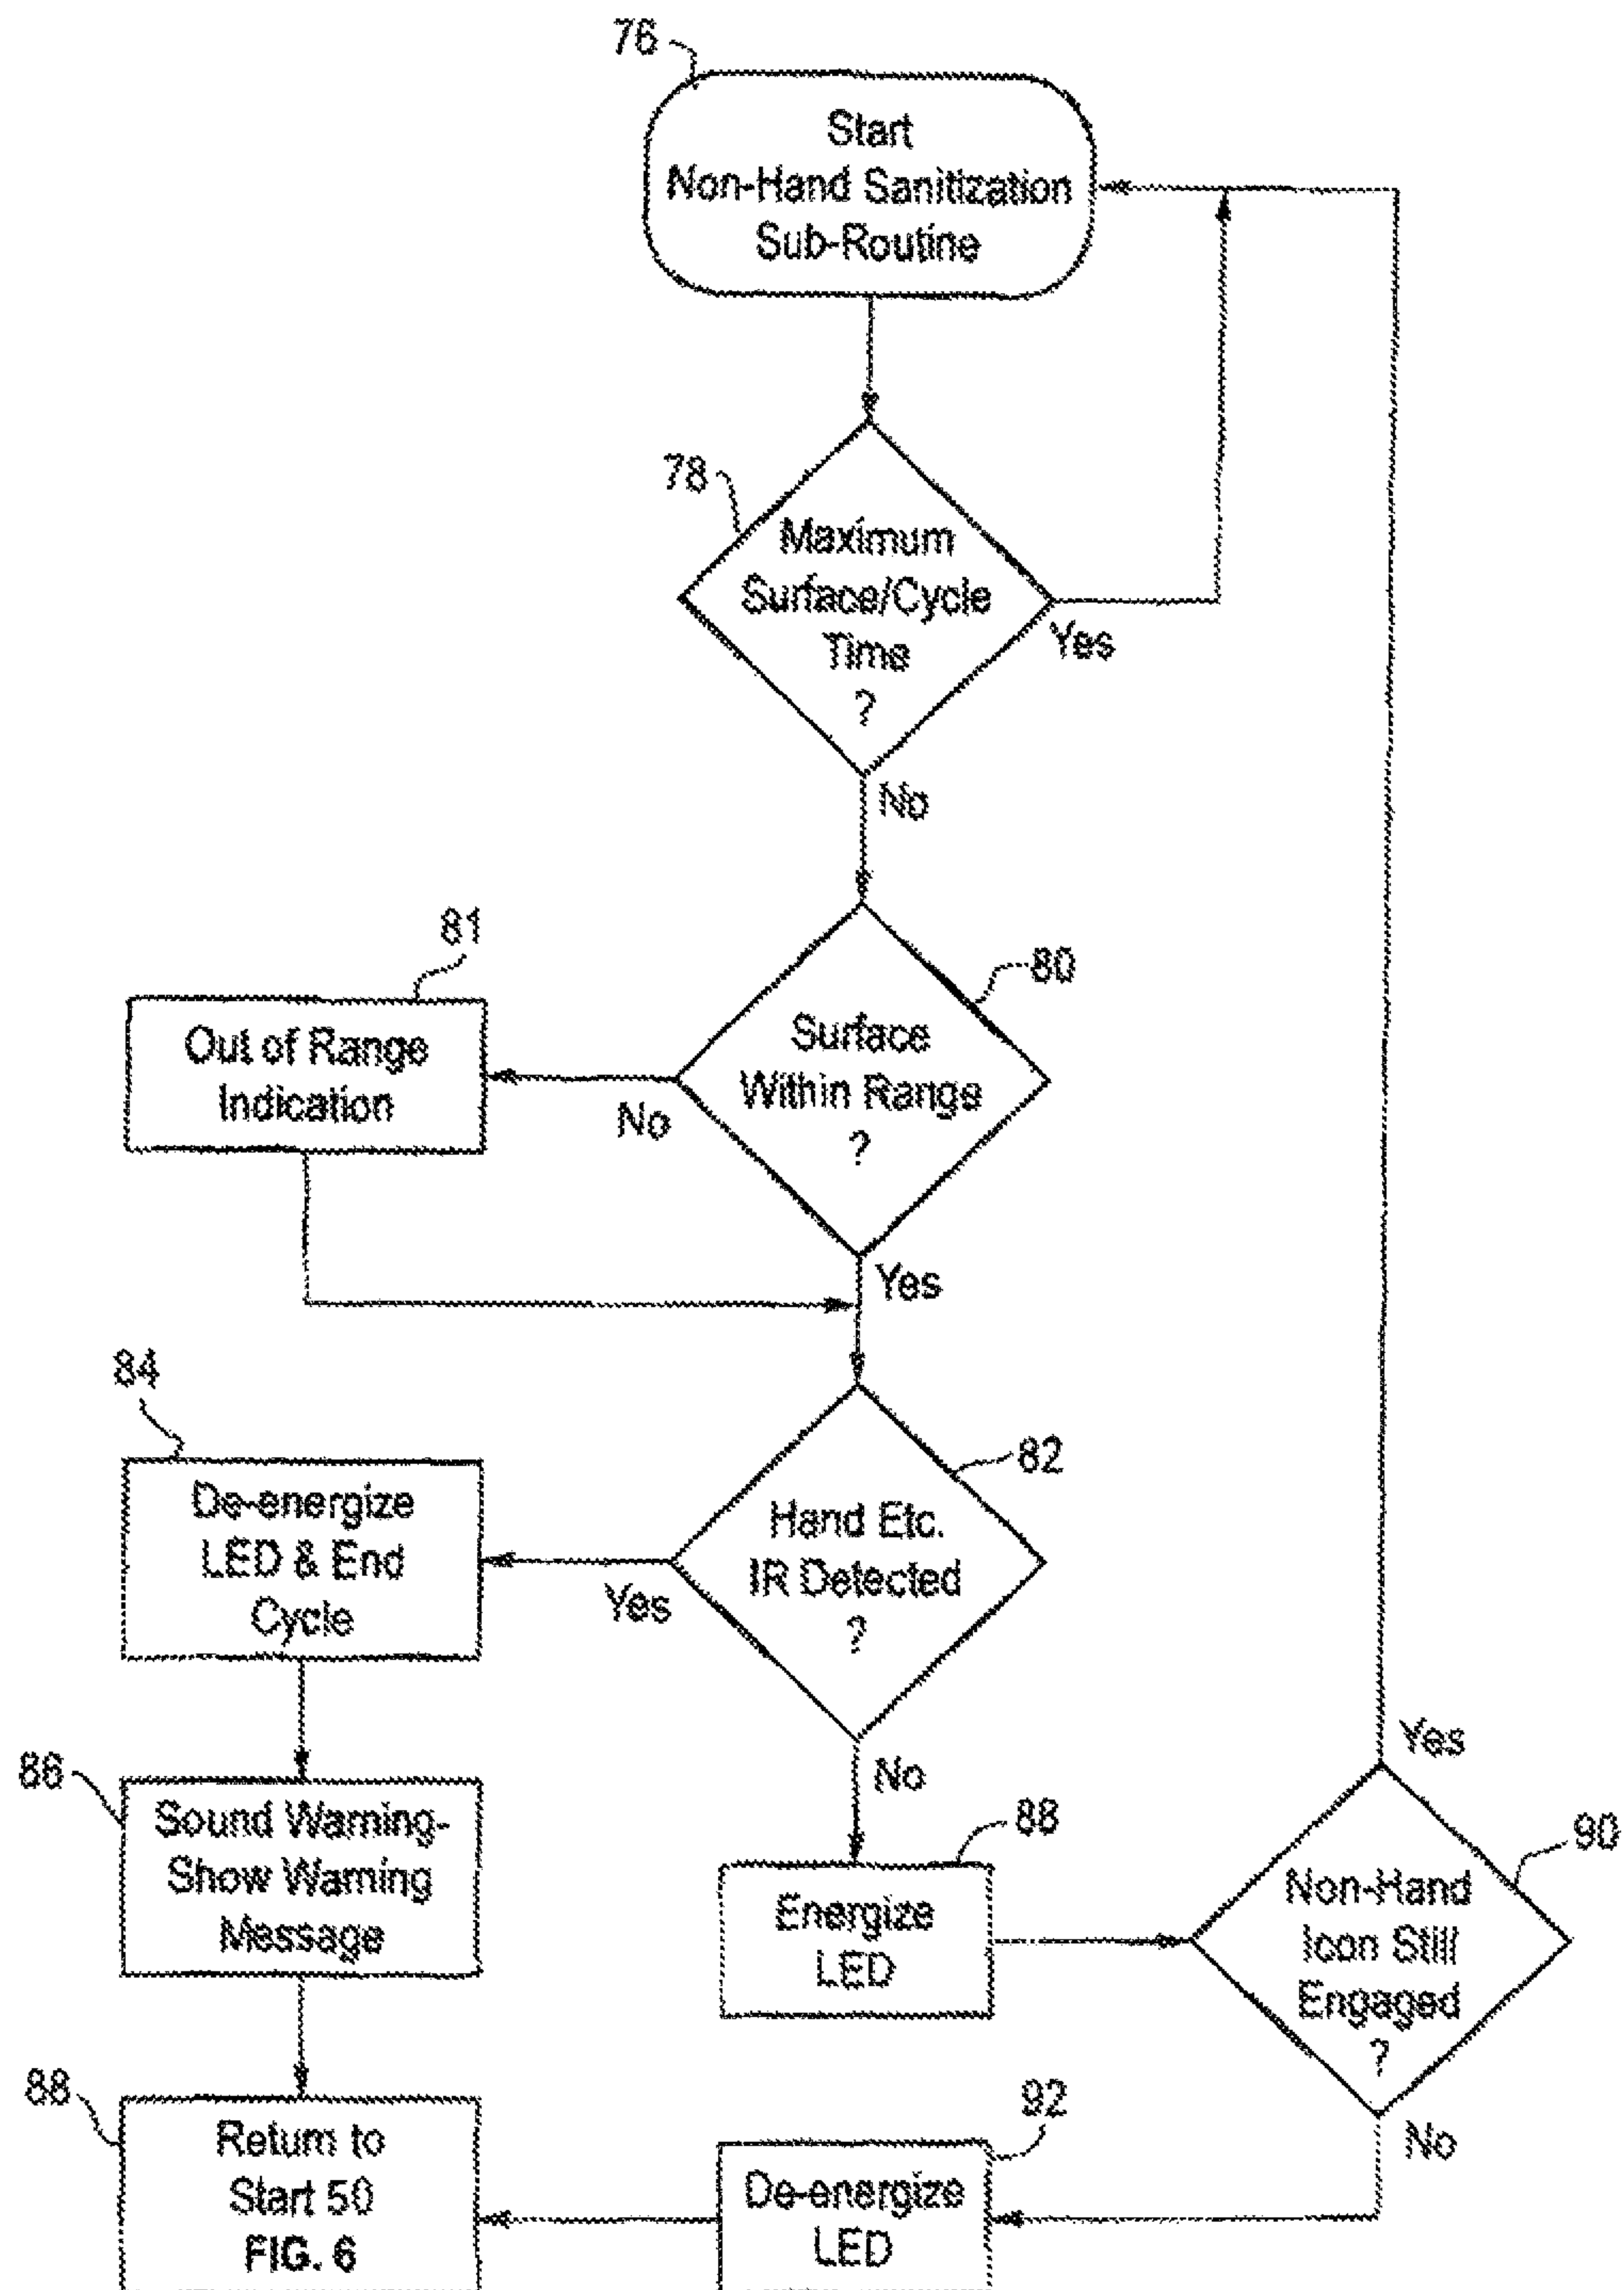 76
Start
Non-Hand Sanitization
Sub-Routine
78
Maximum
Surface/Cycle
Time
?
Yes
No
81
Out of Range
Indication
80
Surface
Within Range
?
No
Yes
84
De-energize
LED & End
Cycle
82
Hand Etc.
IR Detected
?
Yes
No
86
Sound Warning-
Show Warning
Message
88
Energize
LED
Yes
90
Non-Hand
Icon Still
Engaged
?
No
88
Return to
Start 50
FIG. 6
92
De-energize
LED